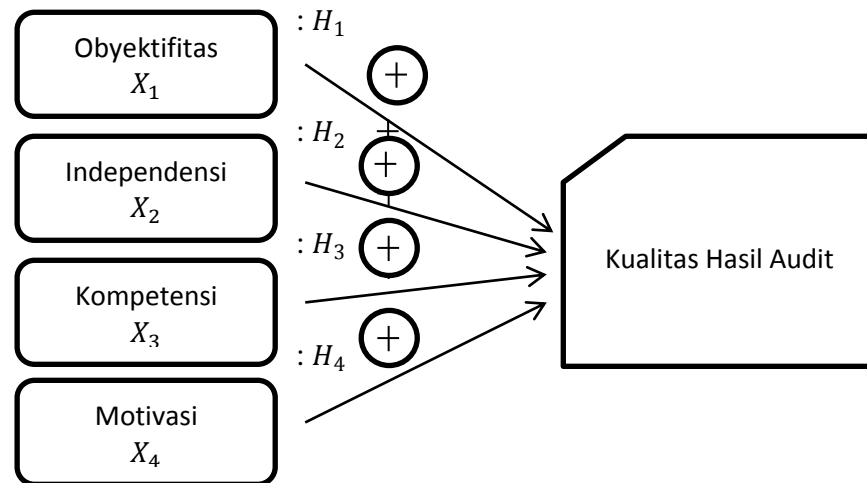 Obyektifitas
X₁
: H₁
+
Independensi
X₂
: H₂
+
+
Kompetensi
X₃
: H₃
+
Motivasi
X₄
: H₄
+
Kualitas Hasil Audit